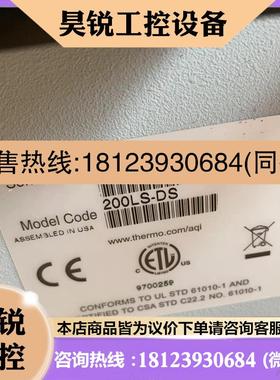 昊锐工控设备
售热线:18123930684(同
Model Code
200LS-DS
ASSEMBLED IN USA
www.thermo.com/aqi
CE
ETL
9700259
CONFORMS TO UL STD 61010-1 AND
CERTIFIED TO CSA STD C22.2 NO. 61010-1
锐
控
本店商品皆为议价下单请咨询客服
咨询热线 :18123930684 (微